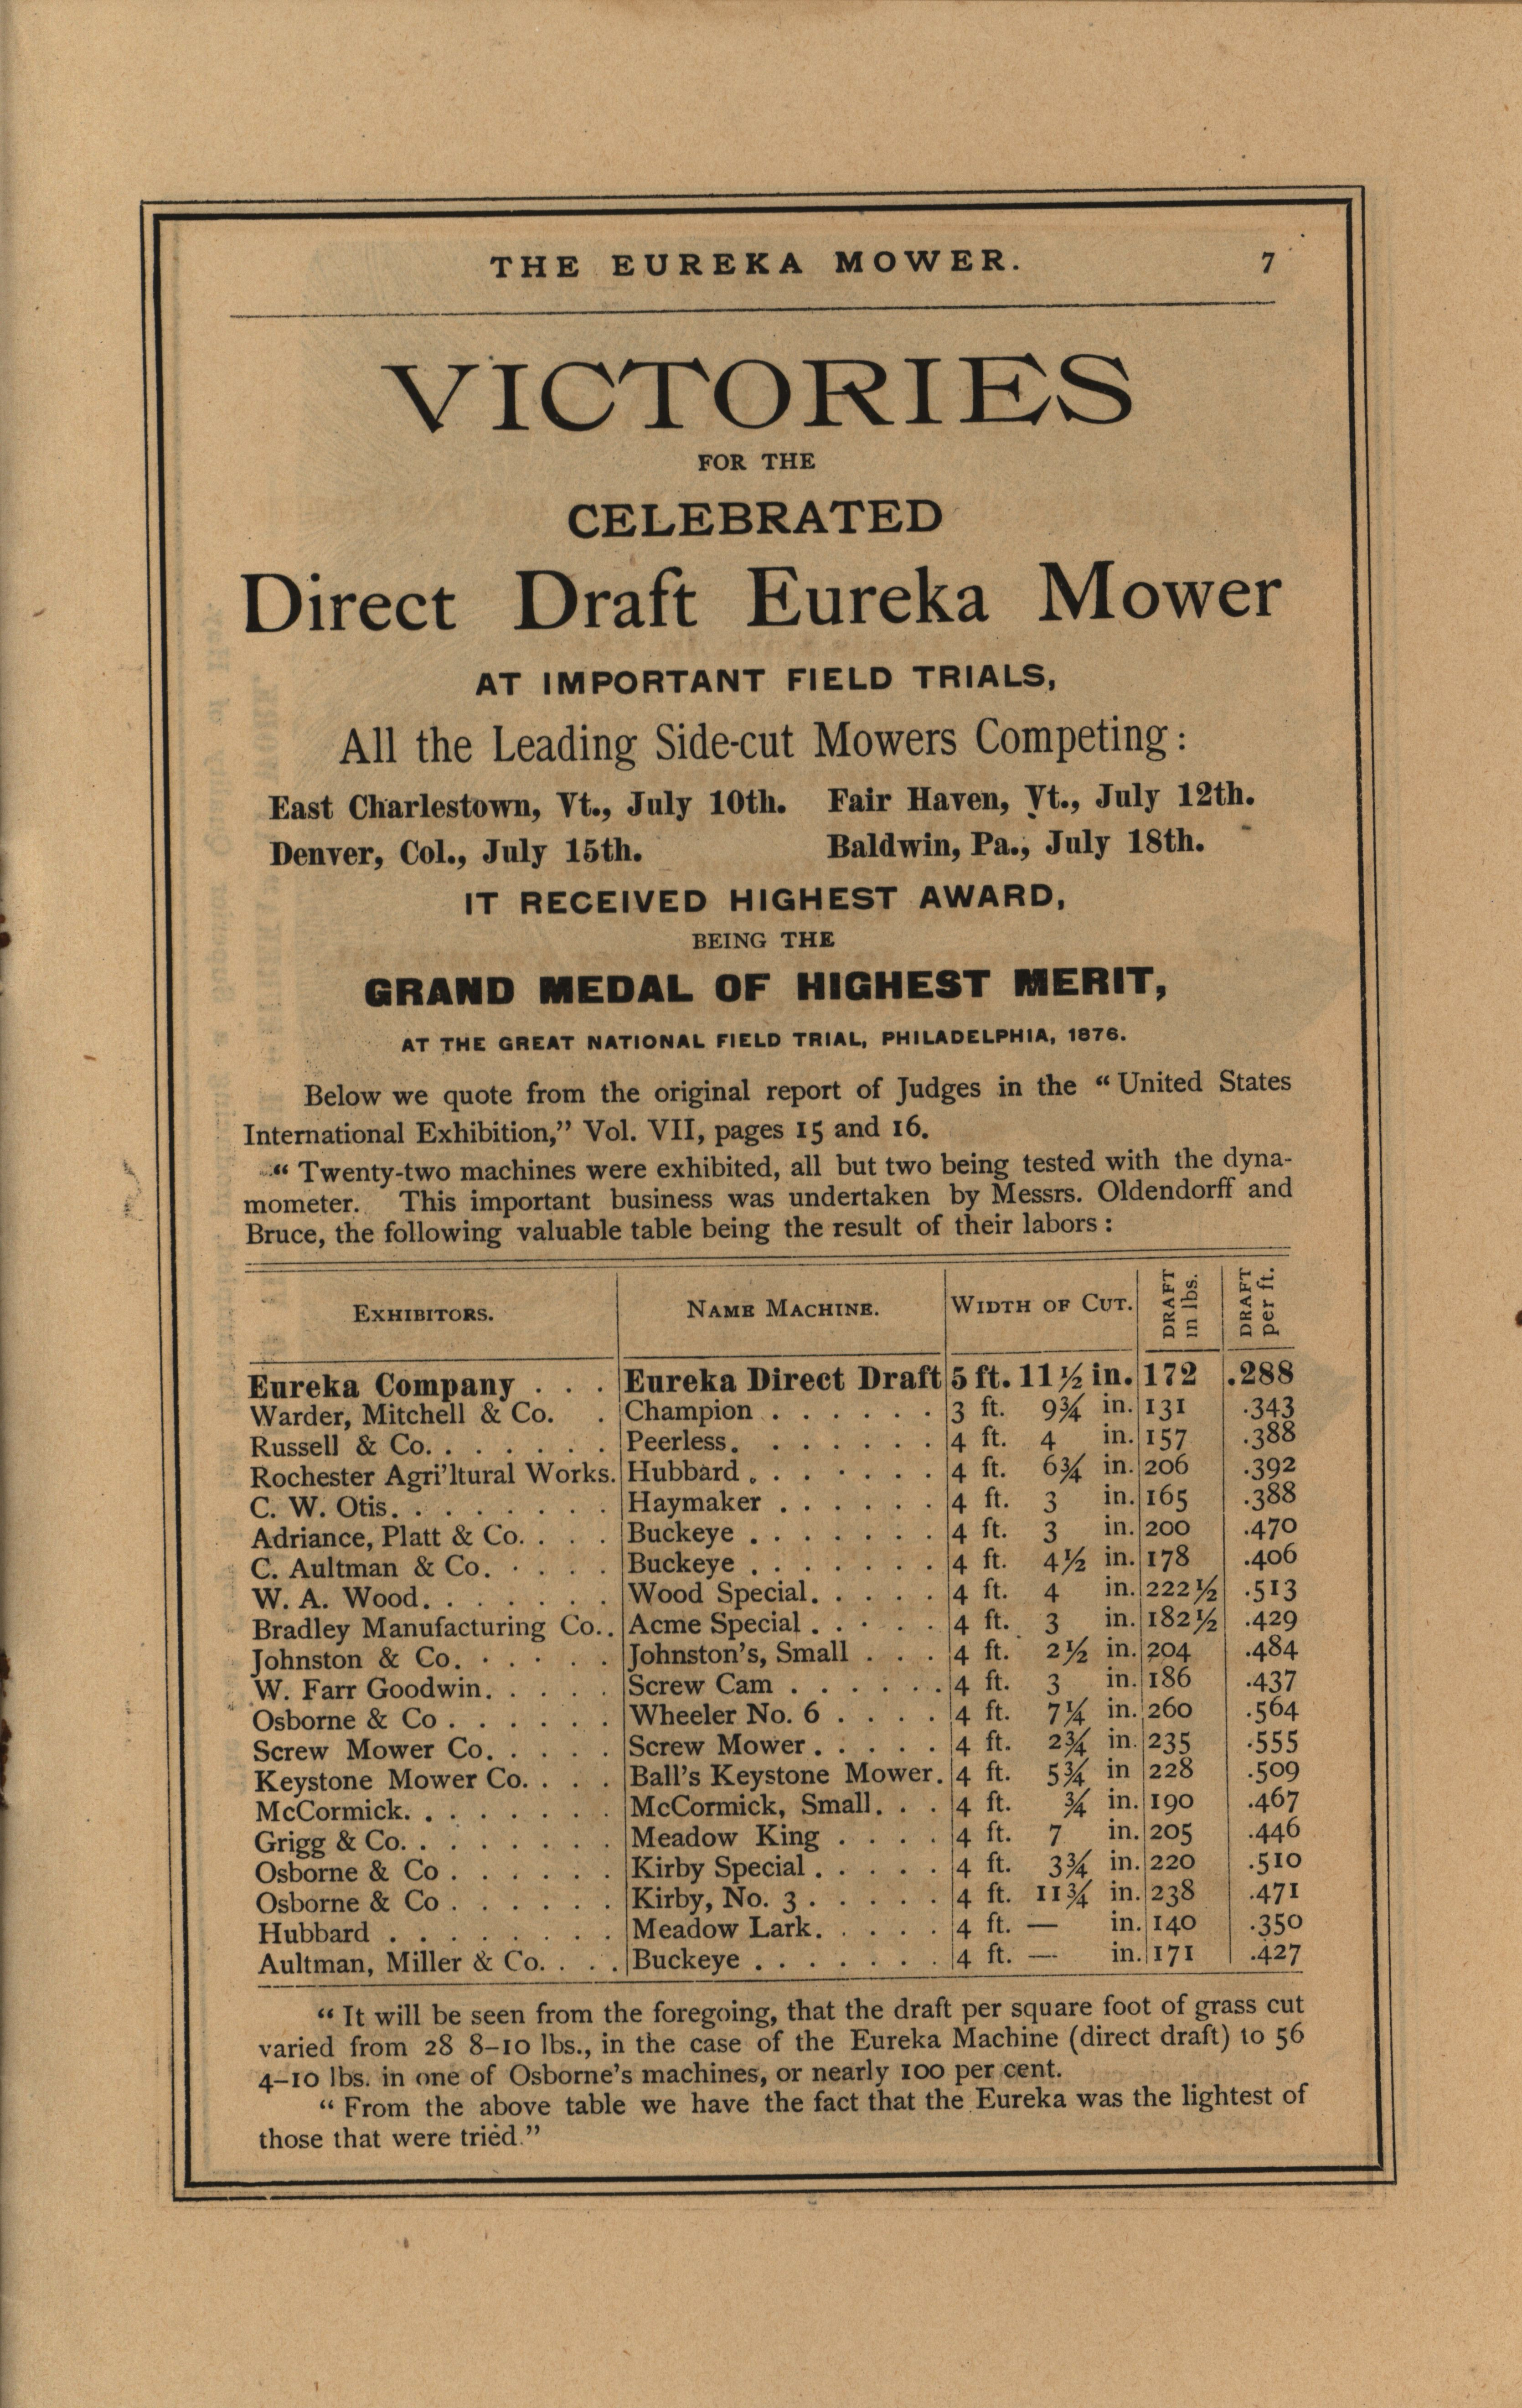 THE EUREKA MOWER. 7
VICTORIES
FOR THE
CELEBRATED
Direct Draft Eureka Mower
AT IMPORTANT FIELD TRIALS,
All the Leading Side-cut Mowers Competing:
East Charlestown, Vt., July 10th. Fair Haven, Vt., July 12th.
Denver, Col., July 15th. Baldwin, Pa., July 18th.
IT RECEIVED HIGHEST AWARD,
BEING THE
GRAND MEDAL OF HIGHEST MERIT,
AT THE GREAT NATIONAL FIELD TRIAL, PHILADELPHIA, 1876.
Below we quote from the original report of Judges in the “United States
International Exhibition,” Vol. VII, pages 15 and 16.
“Twenty-two machines were exhibited, all but two being tested with the dyna-
mometer. This important business was undertaken by Messrs. Oldendorff and
Bruce, the following valuable table being the result of their labors:
EXHIBITORS. NAME MACHINE. WIDTH OF CUT. DRAFT in lbs. DRAFT per ft.
Eureka Company . . . Eureka Direct Draft 5 ft. 11½ in. 172 .288
Warder, Mitchell & Co. . Champion . . . . . . . 3 ft. 9¾ in. 131 .343
Russell & Co. . . . . . . . Peerless. . . . . . . . 4 ft. 4 in. 157 .388
Rochester Agri'ltural Works. Hubbard . . . . . . . . 4 ft. 6¾ in. 206 .392
C. W. Otis. . . . . . . . . Haymaker . . . . . . . 4 ft. 3 in. 165 .388
Adriance, Platt & Co. . . . . Buckeye . . . . . . . . 4 ft. 3 in. 200 .470
C. Aultman & Co. . . . . . Buckeye . . . . . . . . 4 ft. 4½ in. 178 .406
W. A. Wood. . . . . . . . Wood Special. . . . . . 4 ft. 4 in. 222½ .513
Bradley Manufacturing Co. . Acme Special . . . . . . 4 ft. 3 in. 182½ .429
Johnston & Co. . . . . . . Johnston's, Small . . . 4 ft. 2½ in. 204 .484
W. Farr Goodwin. . . . . . Screw Cam . . . . . . . 4 ft. 3 in. 186 .437
Osborne & Co . . . . . . . Wheeler No. 6 . . . . . 4 ft. 7¼ in. 260 .564
Screw Mower Co. . . . . . Screw Mower . . . . . . 4 ft. 2¾ in. 235 .555
Keystone Mower Co. . . . . Ball's Keystone Mower. 4 ft. 5¾ in 228 .509
McCormick. . . . . . . . . McCormick, Small. . . 4 ft. ¾ in. 190 .467
Grigg & Co. . . . . . . . . Meadow King . . . . . 4 ft. 7 in. 205 .446
Osborne & Co . . . . . . . Kirby Special . . . . . . 4 ft. 3¾ in. 220 .510
Osborne & Co . . . . . . . Kirby, No. 3 . . . . . . 4 ft. 11¾ in. 238 .471
Hubbard . . . . . . . . . Meadow Lark. . . . . . 4 ft. — in. 140 .350
Aultman, Miller & Co. . . . . Buckeye . . . . . . . . 4 ft. — in. 171 .427
“It will be seen from the foregoing, that the draft per square foot of grass cut
varied from 28 8–10 lbs., in the case of the Eureka Machine (direct draft) to 56
4–10 lbs. in one of Osborne's machines, or nearly 100 per cent.
“From the above table we have the fact that the Eureka was the lightest of
those that were tried.”